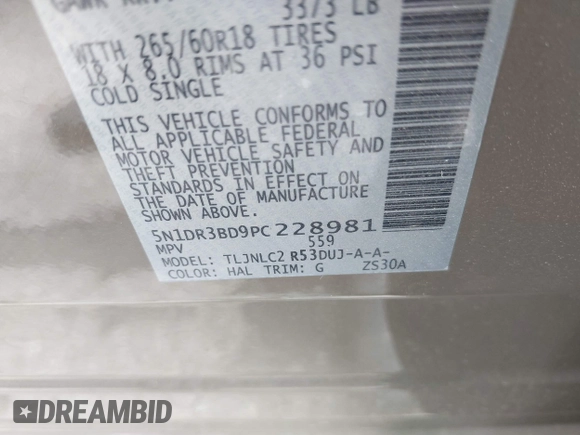 3373 LB
WITH 265/60R18 TIRES
18 X 8.0 RIMS AT 36 PSI
COLD SINGLE
THIS VEHICLE CONFORMS TO
ALL APPLICABLE FEDERAL
MOTOR VEHICLE SAFETY AND
THEFT PREVENTION
STANDARDS IN EFFECT ON
THE DATE OF MANUFACTURE
SHOWN ABOVE.
5N1DR3BD9PC228981
MPV 559
MODEL: TLJNLC2 R53DUJ-A-A-
COLOR: HAL TRIM: G ZS30A
DREAMBID